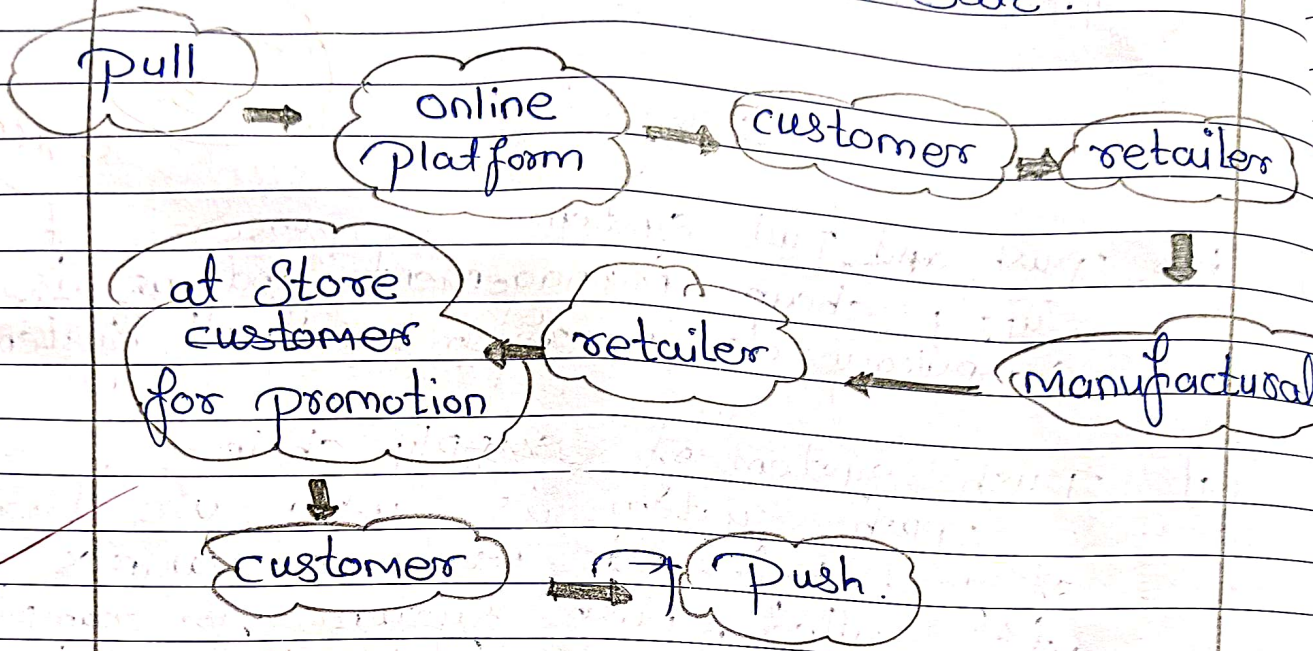 pull
online
platform
customer
retailer
manufactural
retailer
at Store
customer
for promotion
customer
Push.